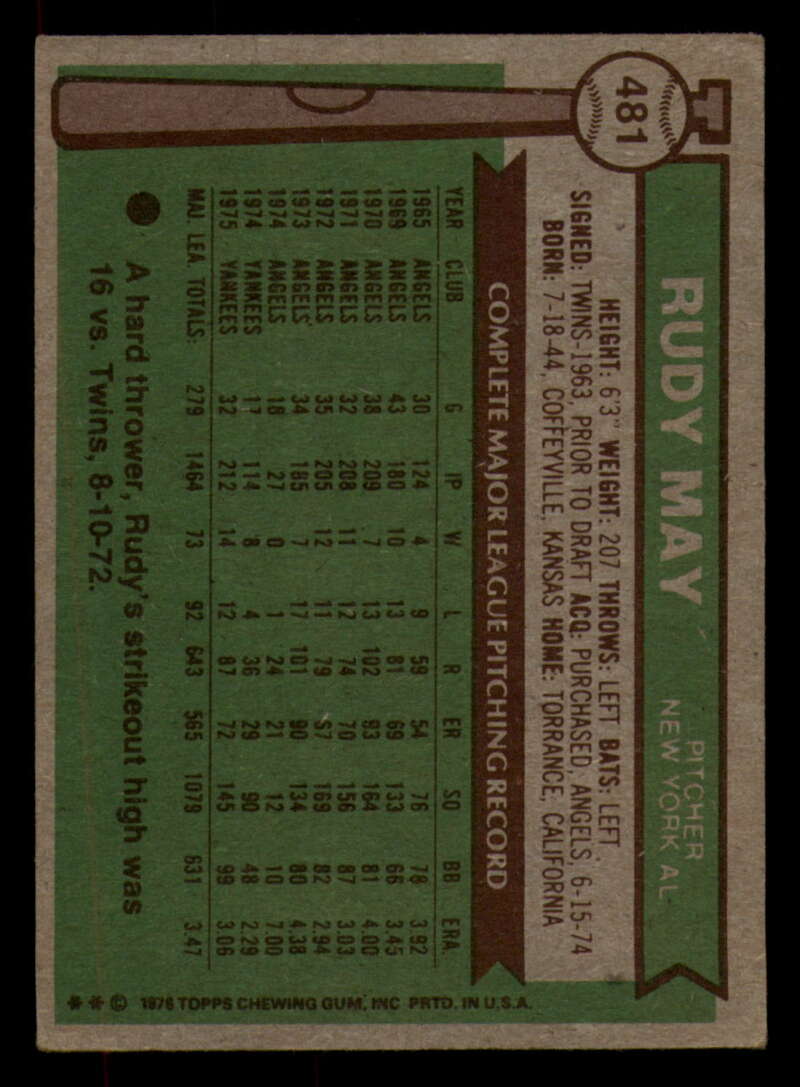 481
RUDY MAY
PITCHER
NEW YORK AL
HEIGHT: 6'3" WEIGHT: 207 THROWS: LEFT BATS: LEFT
SIGNED: TWINS-1963, PRIOR TO DRAFT ACQ: PURCHASED, ANGELS, 6-15-74
BORN: 7-18-44, COFFEYVILLE, KANSAS HOME: TORRANCE, CALIFORNIA
COMPLETE MAJOR LEAGUE PITCHING RECORD
YEAR CLUB G IP W L R ER SO BB ERA
1965 ANGELS 30 124 4 9 59 54 76 78 3.92
1969 ANGELS 43 180 10 13 81 69 133 66 3.45
1970 ANGELS 38 209 7 13 102 93 164 81 4.00
1971 ANGELS 32 208 11 12 74 70 156 87 3.03
1972 ANGELS 35 205 12 11 79 67 169 82 2.94
1973 ANGELS 34 185 7 17 101 90 134 80 4.38
1974 ANGELS 18 27 0 1 24 21 12 10 7.00
1974 YANKEES 17 114 8 4 36 29 90 48 2.29
1975 YANKEES 32 212 14 12 87 72 145 99 3.06
MAJ. LEA. TOTALS: 279 1464 73 92 643 565 1079 631 3.47
A hard thrower, Rudy's strikeout high was
16 vs. Twins, 8-10-72.
* * © 1976 TOPPS CHEWING GUM, INC PRTD. IN U.S.A.